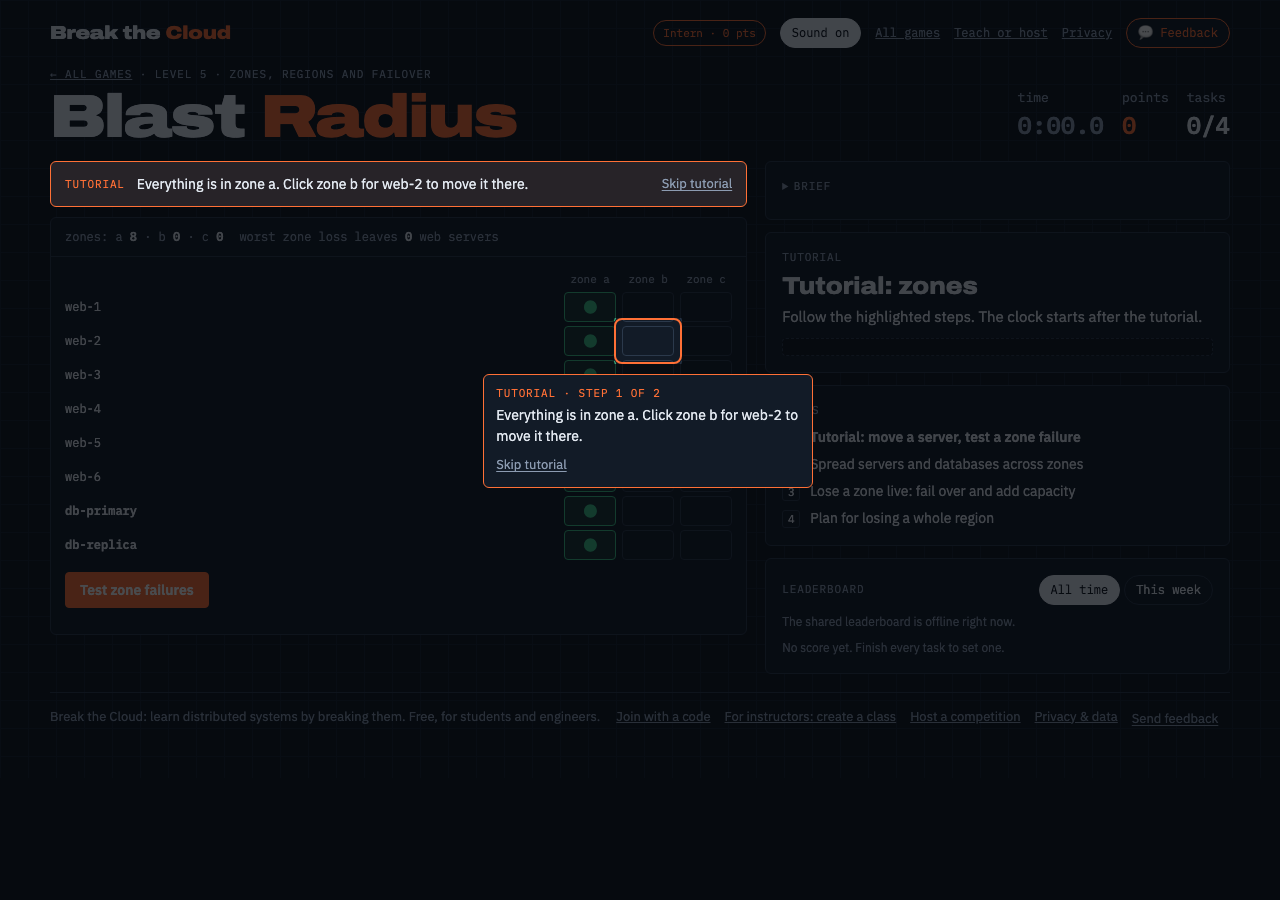 Break the Cloud
Intern · 0 pts
Sound on
All games
Teach or host
Privacy
💬 Feedback
← ALL GAMES · LEVEL 5 · ZONES, REGIONS AND FAILOVER
Blast Radius
time
0:00.0
points
0
tasks
0/4
TUTORIAL Everything is in zone a. Click zone b for web-2 to move it there. Skip tutorial
zones: a 8 · b 0 · c 0 worst zone loss leaves 0 web servers
zone a zone b zone c
web-1
web-2
web-3
web-4
web-5
web-6
db-primary
db-replica
Test zone failures
TUTORIAL · STEP 1 OF 2
Everything is in zone a. Click zone b for web-2 to
move it there.
Skip tutorial
▶ BRIEF
TUTORIAL
Tutorial: zones
Follow the highlighted steps. The clock starts after the tutorial.
Tutorial: move a server, test a zone failure
Spread servers and databases across zones
3 Lose a zone live: fail over and add capacity
4 Plan for losing a whole region
LEADERBOARD
All time
This week
The shared leaderboard is offline right now.
No score yet. Finish every task to set one.
Break the Cloud: learn distributed systems by breaking them. Free, for students and engineers.
Join with a code
For instructors: create a class
Host a competition
Privacy & data
Send feedback